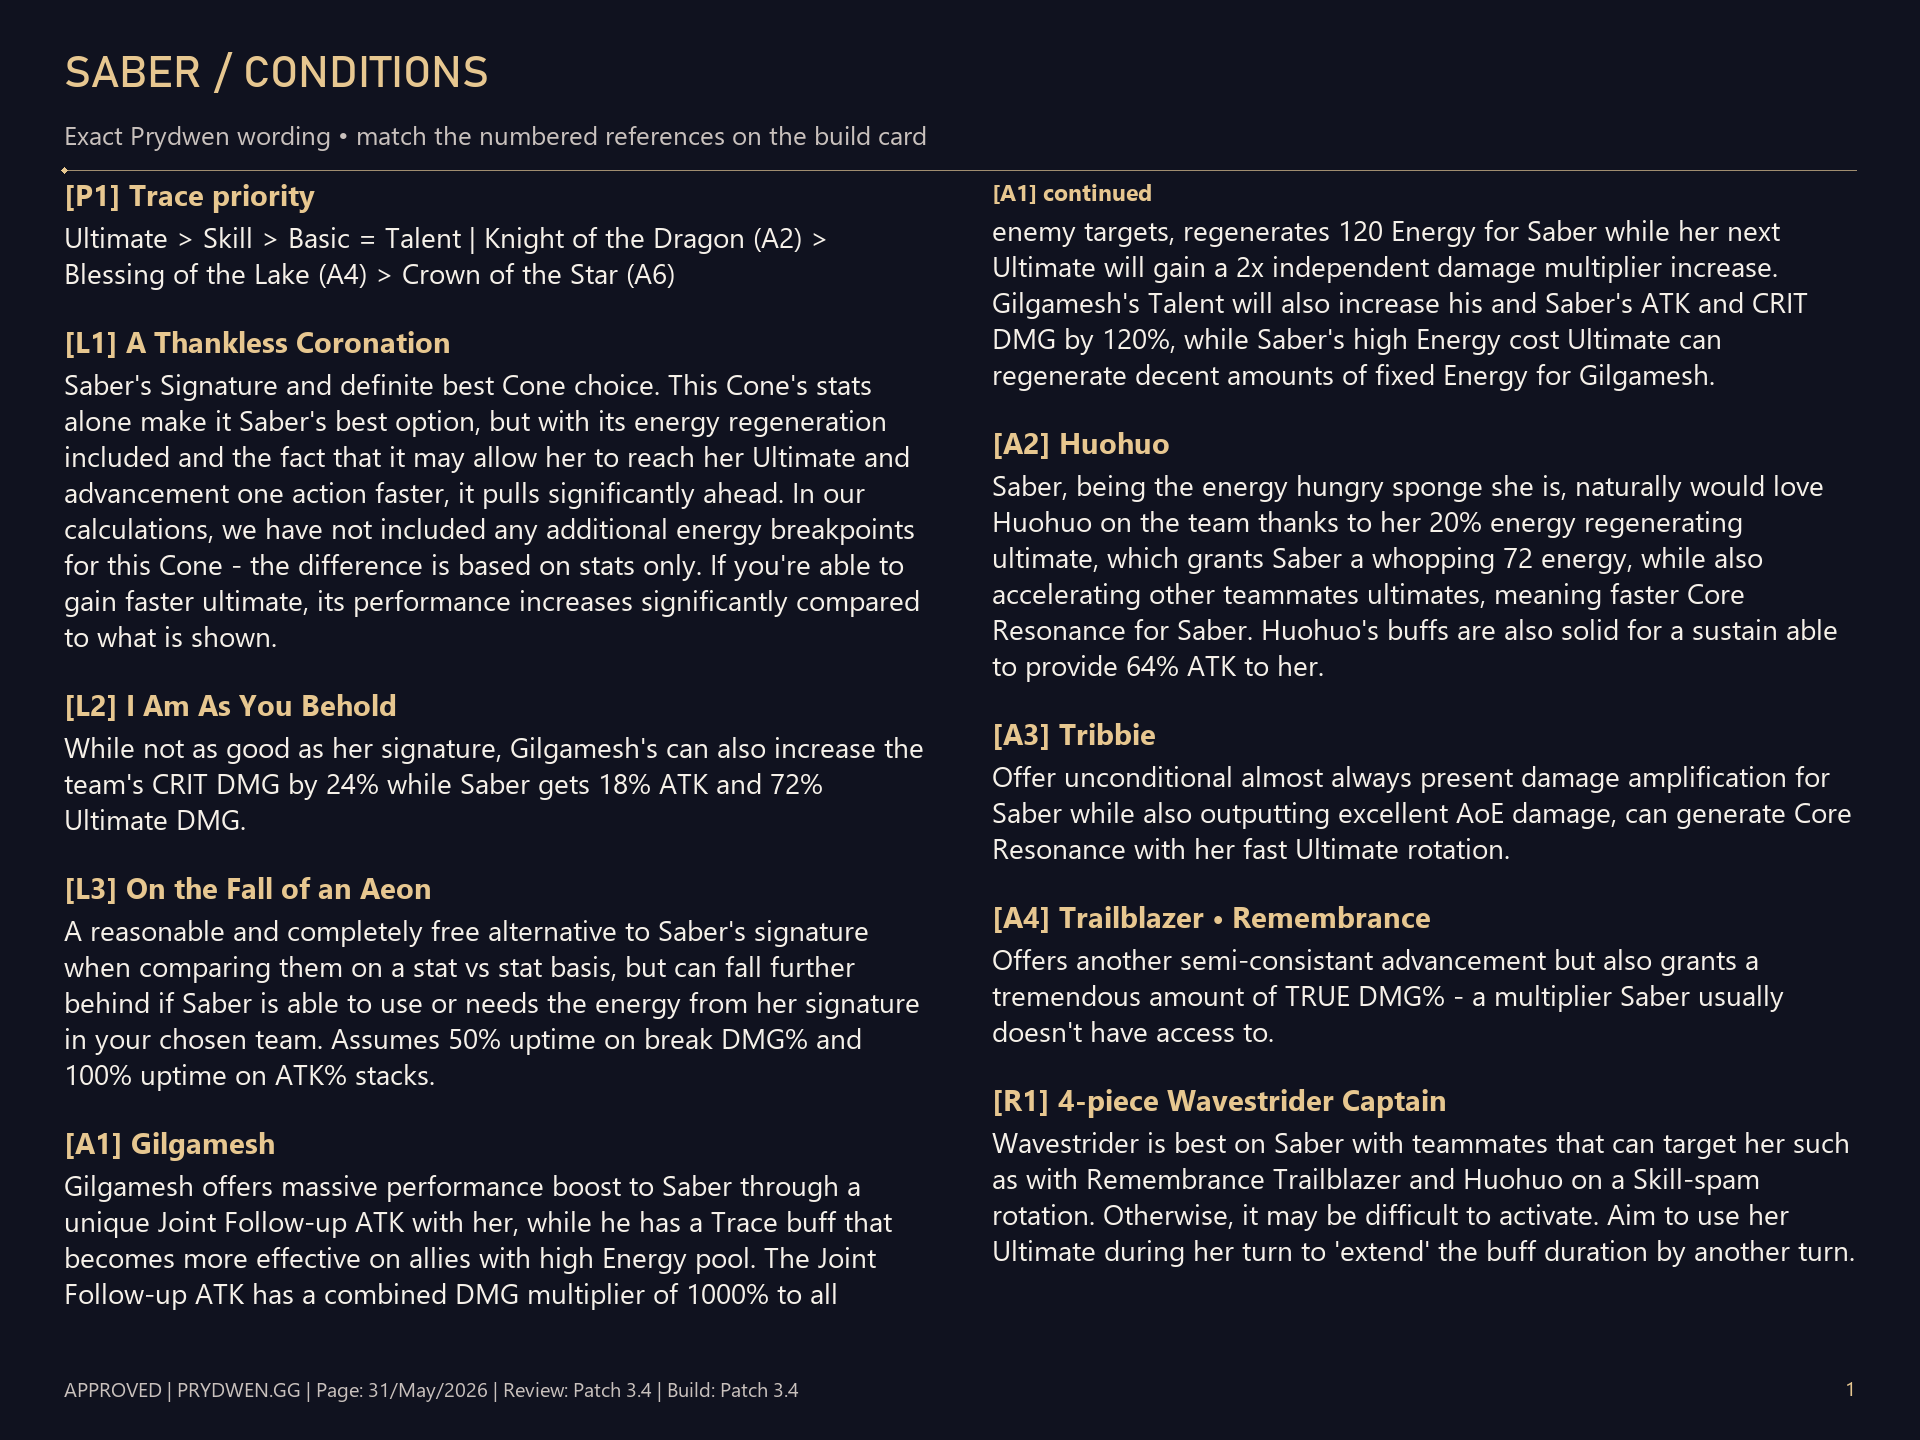 SABER / CONDITIONS
Exact Prydwen wording • match the numbered references on the build card
[P1] Trace priority
Ultimate > Skill > Basic = Talent | Knight of the Dragon (A2) >
Blessing of the Lake (A4) > Crown of the Star (A6)
[L1] A Thankless Coronation
Saber's Signature and definite best Cone choice. This Cone's stats
alone make it Saber's best option, but with its energy regeneration
included and the fact that it may allow her to reach her Ultimate and
advancement one action faster, it pulls significantly ahead. In our
calculations, we have not included any additional energy breakpoints
for this Cone - the difference is based on stats only. If you're able to
gain faster ultimate, its performance increases significantly compared
to what is shown.
[L2] I Am As You Behold
While not as good as her signature, Gilgamesh's can also increase the
team's CRIT DMG by 24% while Saber gets 18% ATK and 72%
Ultimate DMG.
[L3] On the Fall of an Aeon
A reasonable and completely free alternative to Saber's signature
when comparing them on a stat vs stat basis, but can fall further
behind if Saber is able to use or needs the energy from her signature
in your chosen team. Assumes 50% uptime on break DMG% and
100% uptime on ATK% stacks.
[A1] Gilgamesh
Gilgamesh offers massive performance boost to Saber through a
unique Joint Follow-up ATK with her, while he has a Trace buff that
becomes more effective on allies with high Energy pool. The Joint
Follow-up ATK has a combined DMG multiplier of 1000% to all
[A1] continued
enemy targets, regenerates 120 Energy for Saber while her next
Ultimate will gain a 2x independent damage multiplier increase.
Gilgamesh's Talent will also increase his and Saber's ATK and CRIT
DMG by 120%, while Saber's high Energy cost Ultimate can
regenerate decent amounts of fixed Energy for Gilgamesh.
[A2] Huohuo
Saber, being the energy hungry sponge she is, naturally would love
Huohuo on the team thanks to her 20% energy regenerating
ultimate, which grants Saber a whopping 72 energy, while also
accelerating other teammates ultimates, meaning faster Core
Resonance for Saber. Huohuo's buffs are also solid for a sustain able
to provide 64% ATK to her.
[A3] Tribbie
Offer unconditional almost always present damage amplification for
Saber while also outputting excellent AoE damage, can generate Core
Resonance with her fast Ultimate rotation.
[A4] Trailblazer • Remembrance
Offers another semi-consistant advancement but also grants a
tremendous amount of TRUE DMG% - a multiplier Saber usually
doesn't have access to.
[R1] 4-piece Wavestrider Captain
Wavestrider is best on Saber with teammates that can target her such
as with Remembrance Trailblazer and Huohuo on a Skill-spam
rotation. Otherwise, it may be difficult to activate. Aim to use her
Ultimate during her turn to 'extend' the buff duration by another turn.
APPROVED | PRYDWEN.GG | Page: 31/May/2026 | Review: Patch 3.4 | Build: Patch 3.4
1